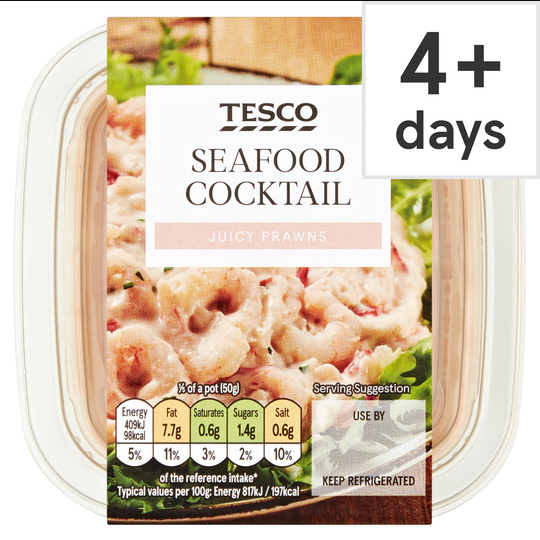 4+
days
TESCO
SEAFOOD
COCKTAIL
JUICY PRAWNS
⅕ of a pot (50g)
Serving Suggestion
Energy Fat Saturates Sugars Salt
409kJ
98kcal 7.7g 0.6g 1.4g 0.6g
5% 11% 3% 2% 10%
of the reference intake*
Typical values per 100g: Energy 817kJ / 197kcal
USE BY
KEEP REFRIGERATED